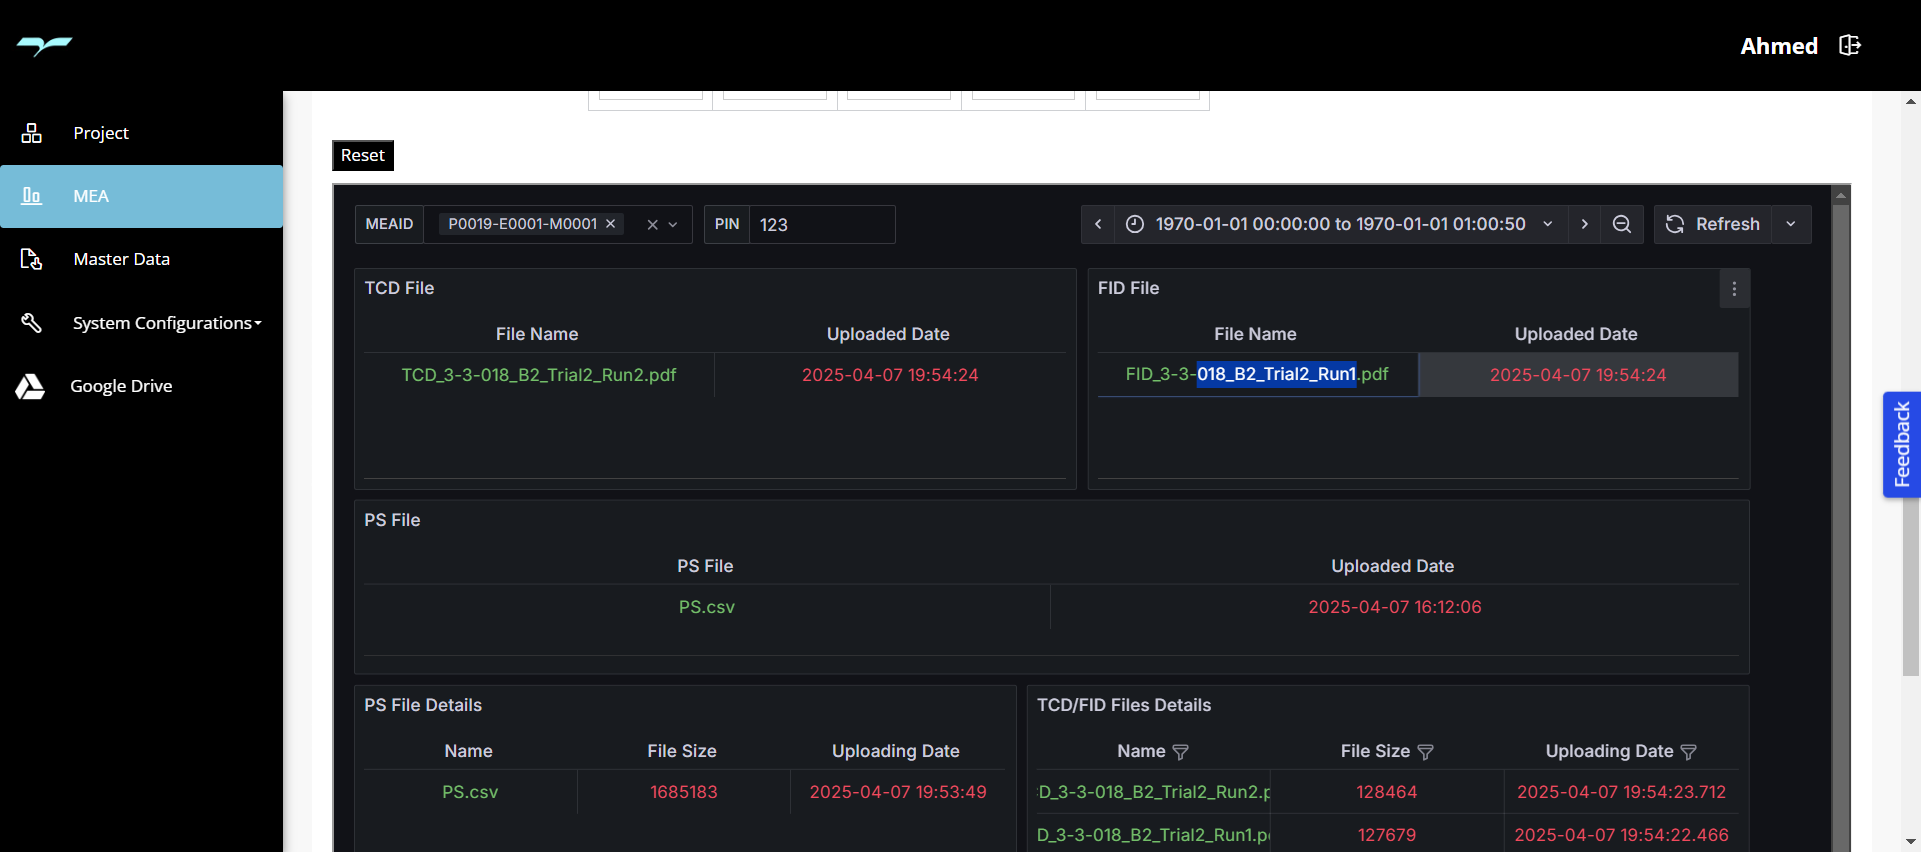 Ahmed
Project
MEA
Master Data
System Configurations
Google Drive
Reset
MEAID P0019-E0001-M0001 PIN 123 1970-01-01 00:00:00 to 1970-01-01 01:00:50 Refresh
TCD File
File Name Uploaded Date
TCD_3-3-018_B2_Trial2_Run2.pdf 2025-04-07 19:54:24
FID File
File Name Uploaded Date
FID_3-3-018_B2_Trial2_Run1.pdf 2025-04-07 19:54:24
PS File
PS File Uploaded Date
PS.csv 2025-04-07 16:12:06
PS File Details
Name File Size Uploading Date
PS.csv 1685183 2025-04-07 19:53:49
TCD/FID Files Details
Name File Size Uploading Date
D_3-3-018_B2_Trial2_Run2.p 128464 2025-04-07 19:54:23.712
D_3-3-018_B2_Trial2_Run1.p 127679 2025-04-07 19:54:22.466
Feedback